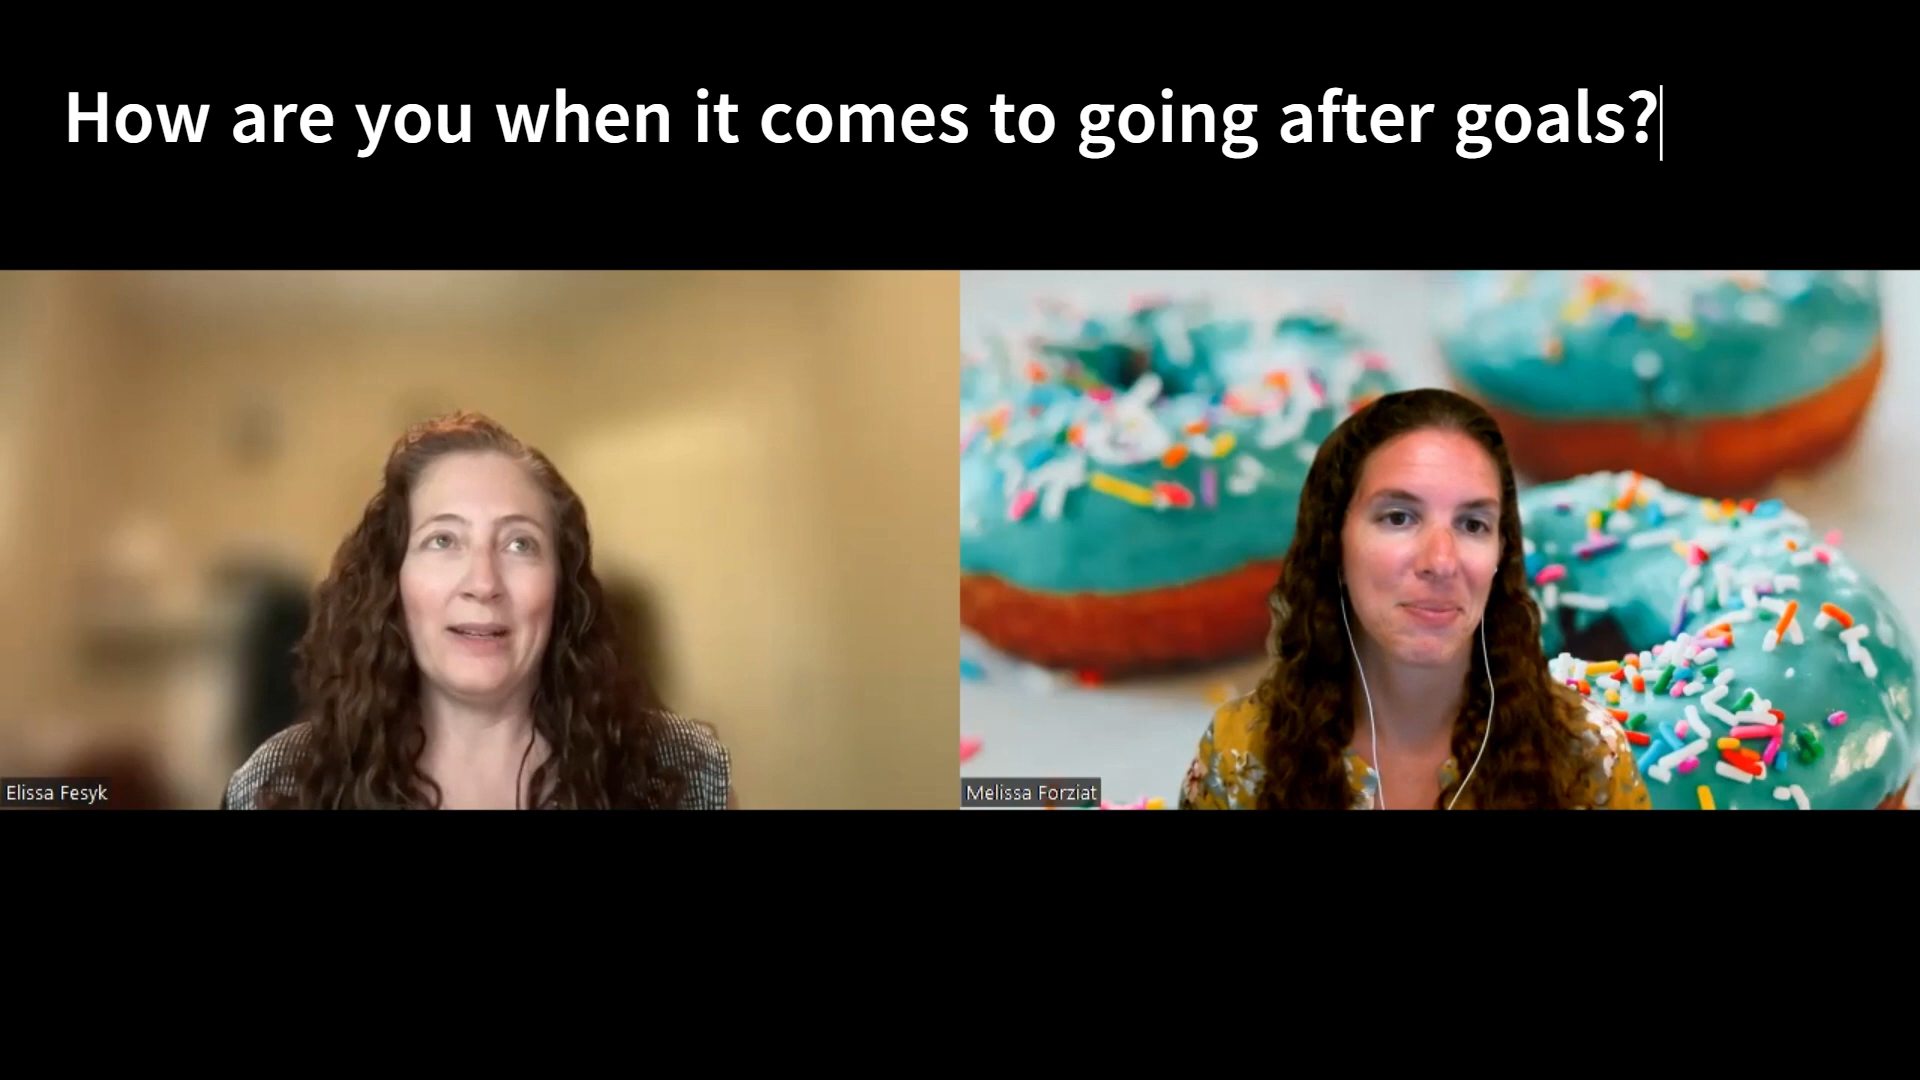 How are you when it comes to going after goals?
Elissa Fesyk
Melissa Forziat